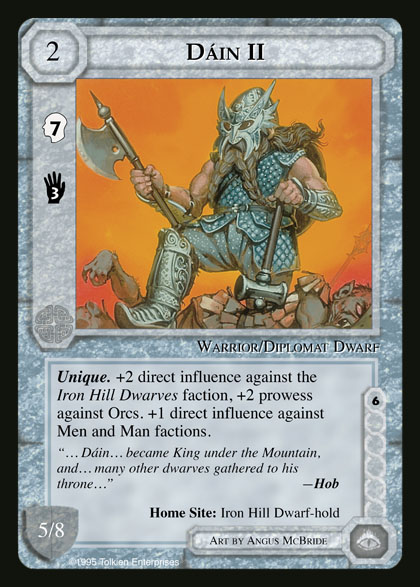 2
DÁIN II
7
3
WARRIOR/DIPLOMAT DWARF
Unique. +2 direct influence against the
Iron Hill Dwarves faction, +2 prowess
against Orcs. +1 direct influence against
Men and Man factions.
“… Dáin… became King under the Mountain,
and… many other dwarves gathered to his
throne…” –Hob
6
Home Site: Iron Hill Dwarf-hold
5/8
ART BY ANGUS MCBRIDE
©1995 Tolkien Enterprises